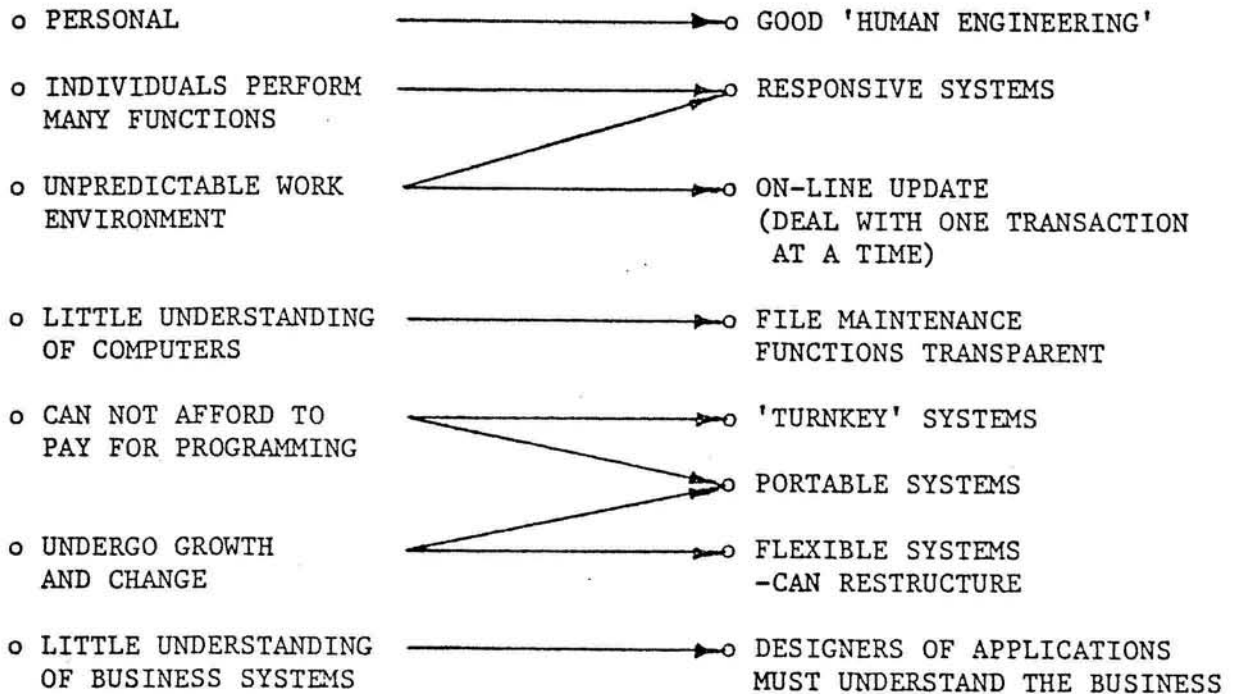 o PERSONAL
o GOOD 'HUMAN ENGINEERING'
o INDIVIDUALS PERFORM
MANY FUNCTIONS
o RESPONSIVE SYSTEMS
o UNPREDICTABLE WORK
ENVIRONMENT
o ON-LINE UPDATE
(DEAL WITH ONE TRANSACTION
AT A TIME)
o LITTLE UNDERSTANDING
OF COMPUTERS
o FILE MAINTENANCE
FUNCTIONS TRANSPARENT
o CAN NOT AFFORD TO
PAY FOR PROGRAMMING
o 'TURNKEY' SYSTEMS
o PORTABLE SYSTEMS
o UNDERGO GROWTH
AND CHANGE
o FLEXIBLE SYSTEMS
-CAN RESTRUCTURE
o LITTLE UNDERSTANDING
OF BUSINESS SYSTEMS
o DESIGNERS OF APPLICATIONS
MUST UNDERSTAND THE BUSINESS